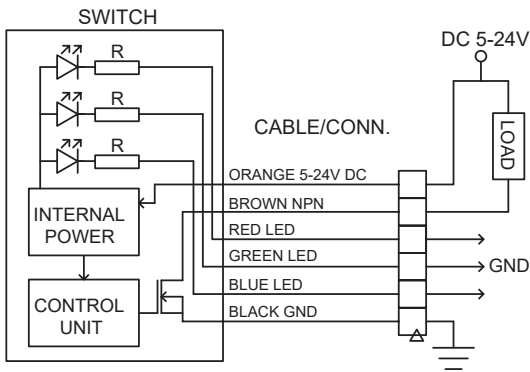 SWITCH
DC 5-24V
R
R
R
CABLE/CONN.
LOAD
ORANGE 5-24V DC
BROWN NPN
INTERNAL
POWER
RED LED
GREEN LED
GND
BLUE LED
CONTROL
UNIT
BLACK GND